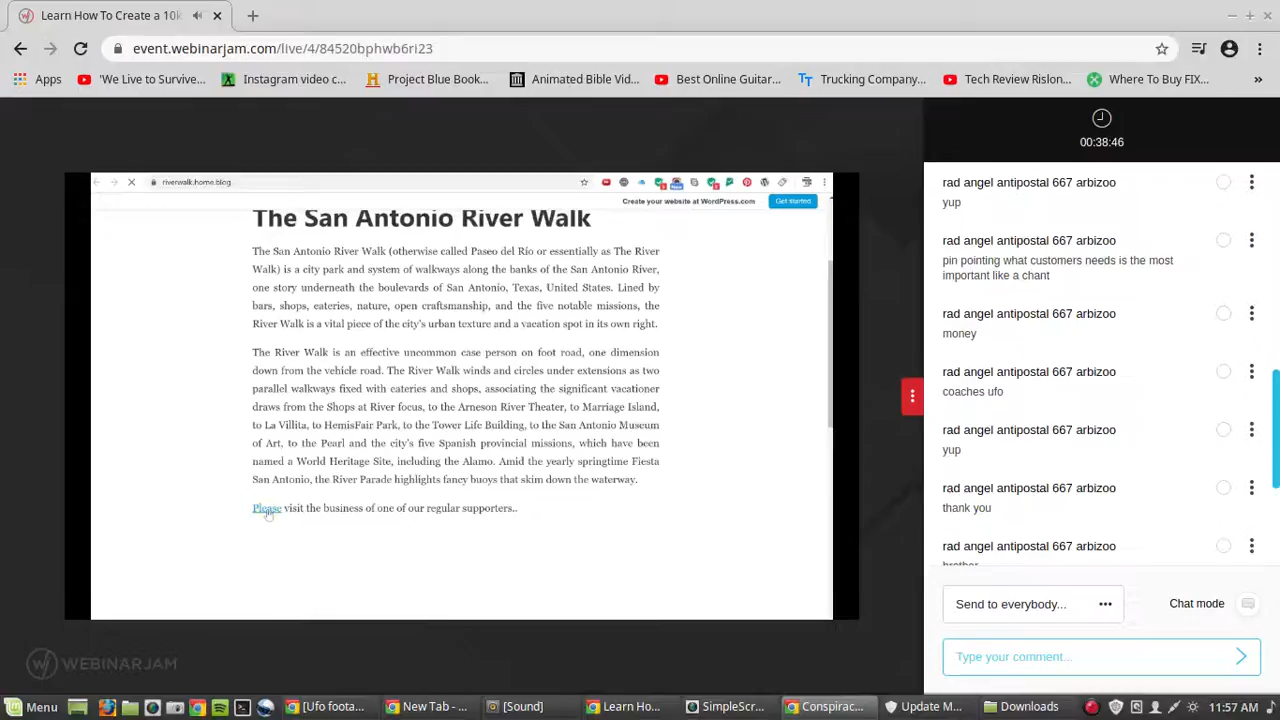 Learn How To Create a 10k
event.webinarjam.com/live/4/84520bphwb6ri23
Apps
'We Live to Survive...
Instagram video c...
Project Blue Book...
Animated Bible Vid...
Best Online Guitar...
Trucking Company...
Tech Review Rislon...
Where To Buy FIX...
»
riverwalk.home.blog
Create your website at WordPress.com
Get started
The San Antonio River Walk
The San Antonio River Walk (otherwise called Paseo del Río or essentially as The River
Walk) is a city park and system of walkways along the banks of the San Antonio River,
one story underneath the boulevards of San Antonio, Texas, United States. Lined by
bars, shops, eateries, nature, open craftsmanship, and the five notable missions, the
River Walk is a vital piece of the city's urban texture and a vacation spot in its own right.
The River Walk is an effective uncommon case person on foot road, one dimension
down from the vehicle road. The River Walk winds and circles under extensions as two
parallel walkways fixed with eateries and shops, associating the significant vacationer
draws from the Shops at River focus, to the Arneson River Theater, to Marriage Island,
to La Villita, to HemisFair Park, to the Tower Life Building, to the San Antonio Museum
of Art, to the Pearl and the city's five Spanish provincial missions, which have been
named a World Heritage Site, including the Alamo. Amid the yearly springtime Fiesta
San Antonio, the River Parade highlights fancy buoys that skim down the waterway.
Please visit the business of one of our regular supporters..
WEBINARJAM
00:38:46
rad angel antipostal 667 arbizoo
yup
rad angel antipostal 667 arbizoo
pin pointing what customers needs is the most
important like a chant
rad angel antipostal 667 arbizoo
money
rad angel antipostal 667 arbizoo
coaches ufo
rad angel antipostal 667 arbizoo
yup
rad angel antipostal 667 arbizoo
thank you
rad angel antipostal 667 arbizoo
brother
Send to everybody...
Chat mode
Type your comment...
Menu
[Ufo foota...
New Tab - ...
[Sound]
Learn Ho...
[SimpleScr...
Conspirac...
Update M...
Downloads
11:57 AM